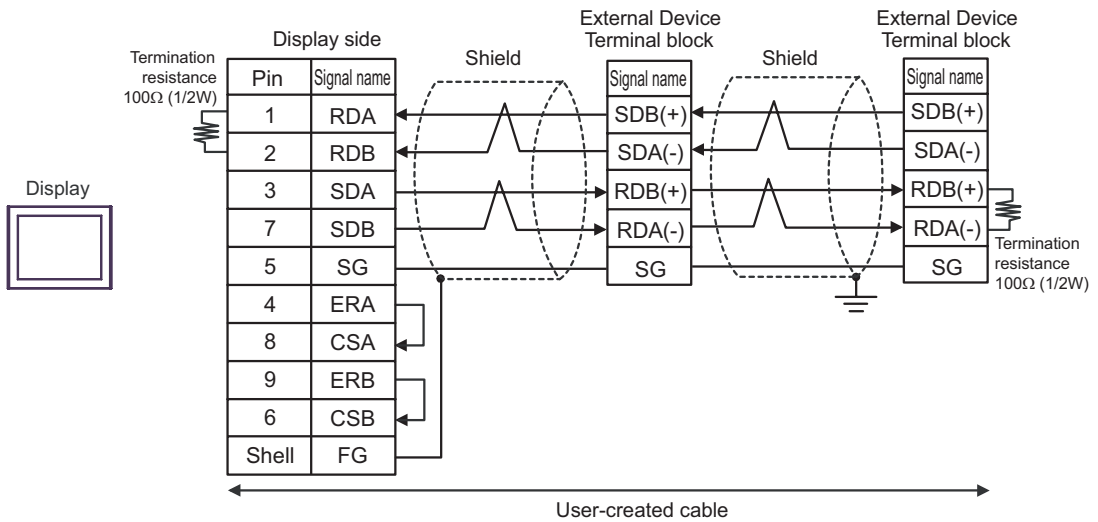 External Device
Terminal block
External Device
Terminal block
Display side
Shield
Shield
Termination
resistance
100Ω (1/2W)
Pin Signal name
Signal name
Signal name
1 RDA SDB(+) SDB(+)
2 RDB SDA(-) SDA(-)
3 SDA RDB(+) RDB(+)
7 SDB RDA(-) RDA(-)
5 SG SG SG
4 ERA
8 CSA
9 ERB
6 CSB
Shell FG
Display
Termination
resistance
100Ω (1/2W)
User-created cable